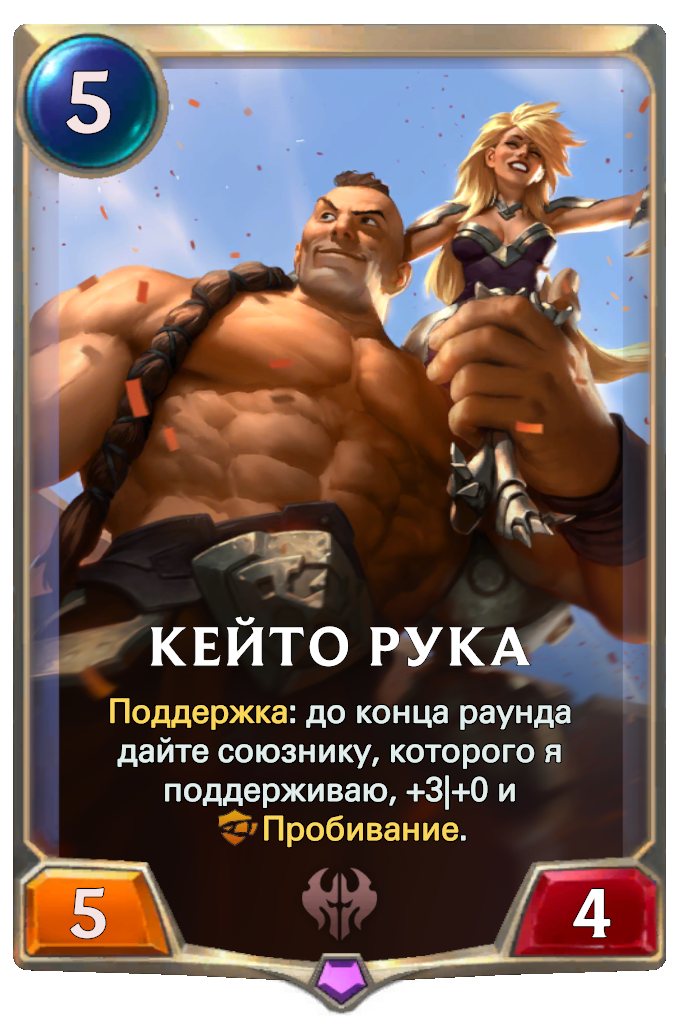 5
КЕЙТО РУКА
Поддержка: до конца раунда
дайте союзнику, которого я
поддерживаю, +3|+0 и
Пробивание.
5
4